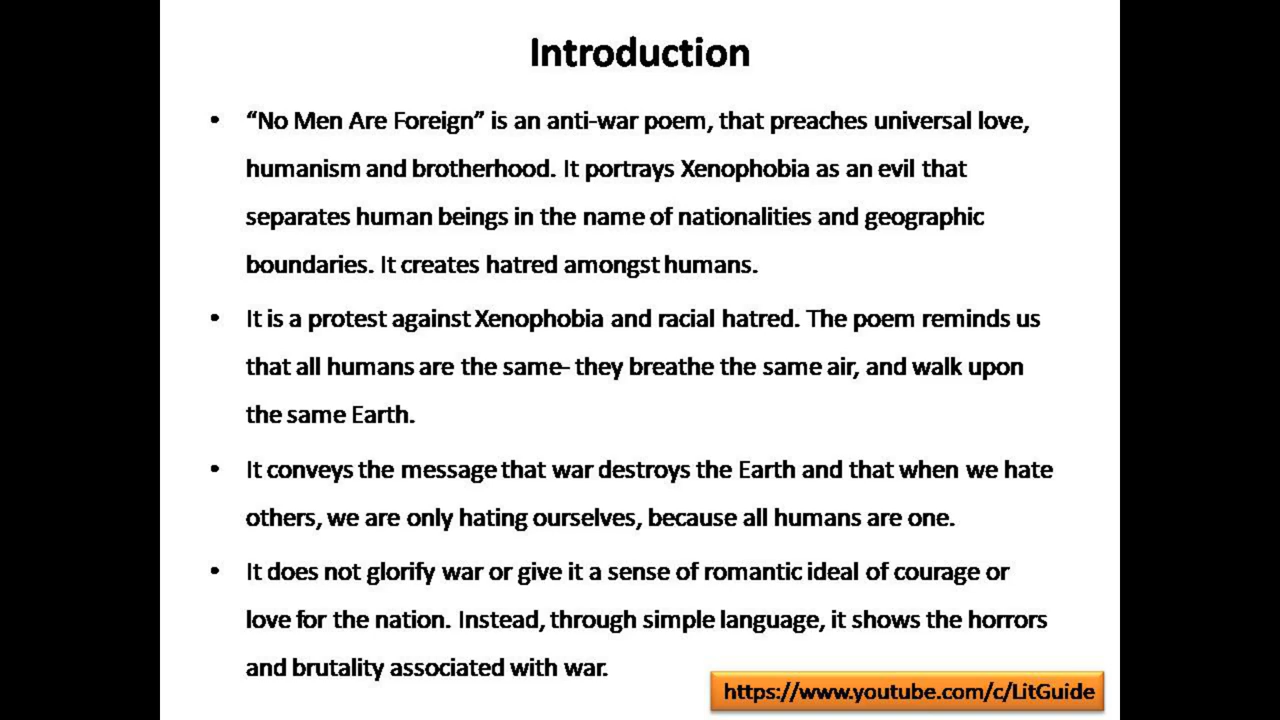 Introduction
• “No Men Are Foreign” is an anti-war poem, that preaches universal love,
humanism and brotherhood. It portrays Xenophobia as an evil that
separates human beings in the name of nationalities and geographic
boundaries. It creates hatred amongst humans.
• It is a protest against Xenophobia and racial hatred. The poem reminds us
that all humans are the same- they breathe the same air, and walk upon
the same Earth.
• It conveys the message that war destroys the Earth and that when we hate
others, we are only hating ourselves, because all humans are one.
• It does not glorify war or give it a sense of romantic ideal of courage or
love for the nation. Instead, through simple language, it shows the horrors
and brutality associated with war.
https://www.youtube.com/c/LitGuide